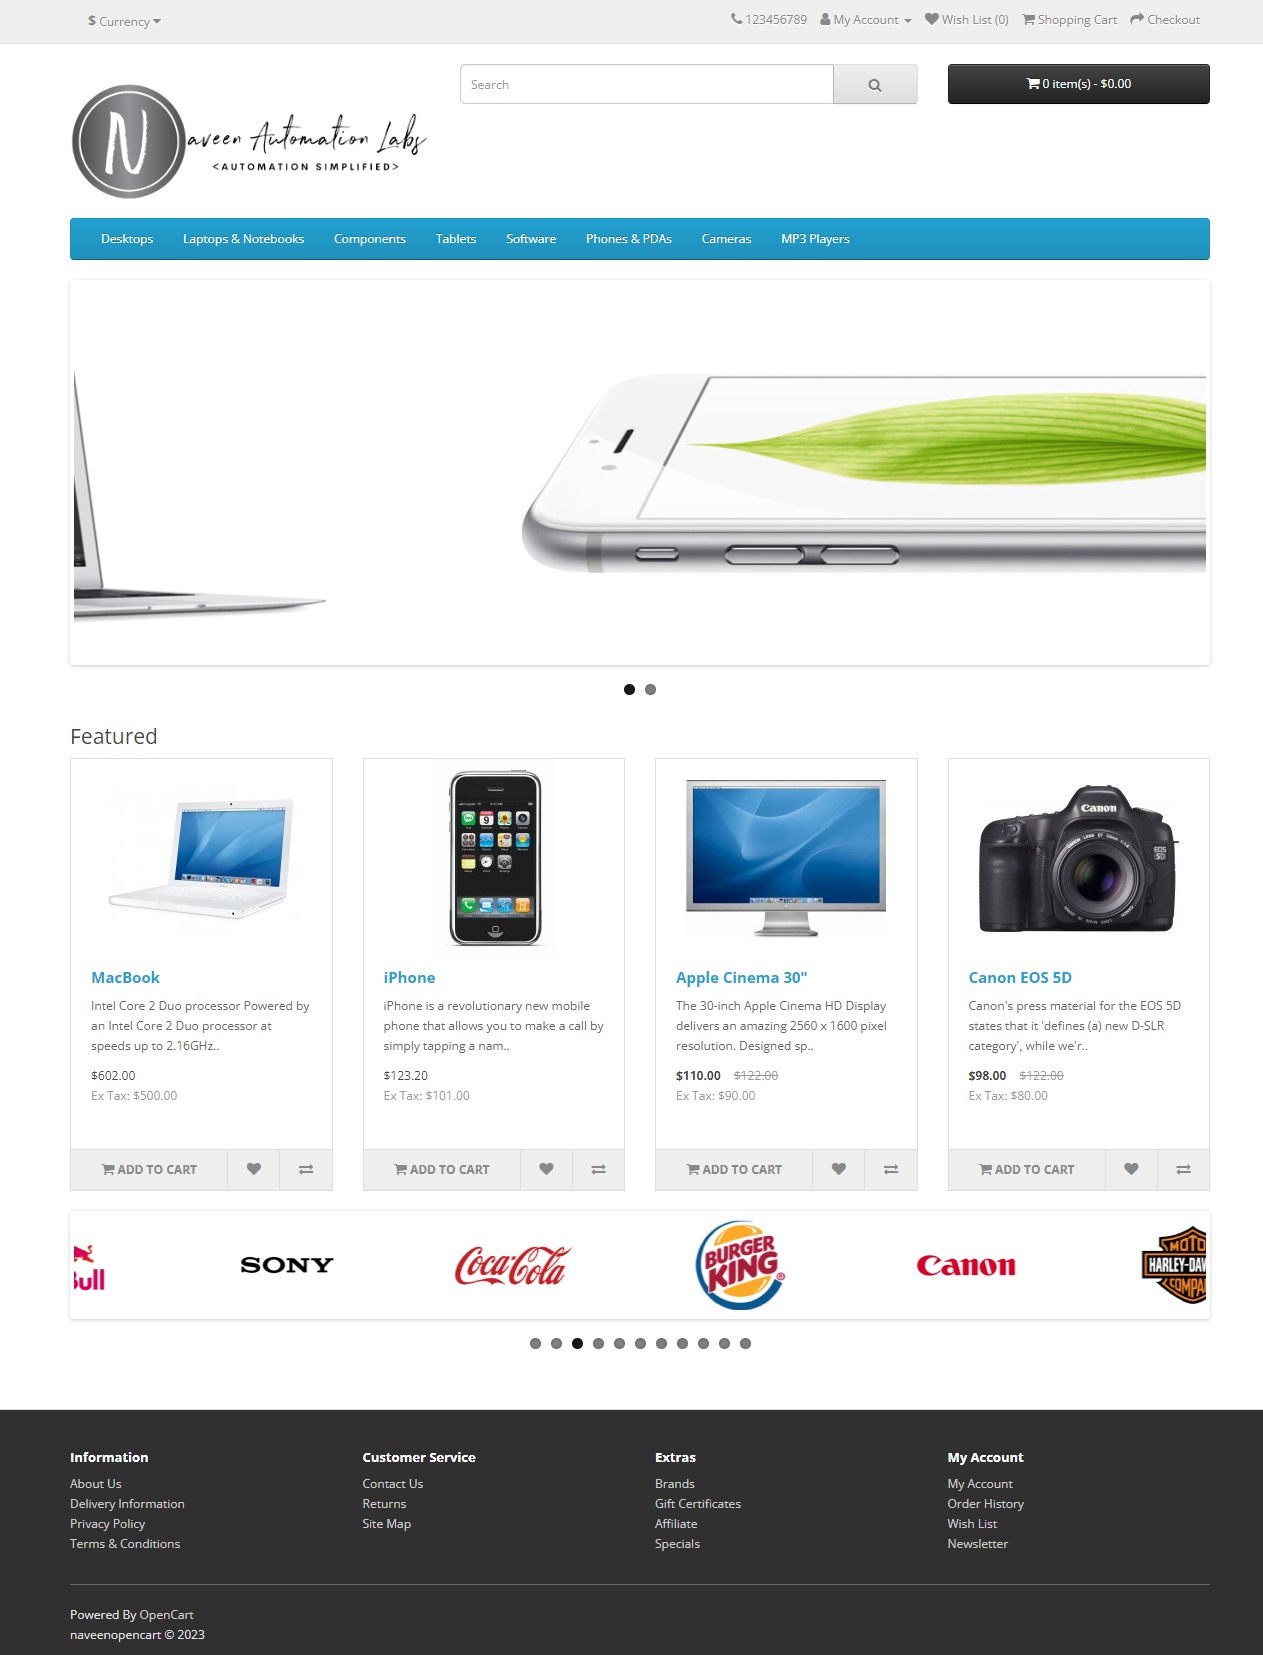 $ Currency
123456789 My Account Wish List (0) Shopping Cart Checkout
Search
0 item(s) - $0.00
N
aveen Automation Labs
<AUTOMATION SIMPLIFIED>
Desktops Laptops & Notebooks Components Tablets Software Phones & PDAs Cameras MP3 Players
Featured
Canon
EOS
5D
MacBook
Intel Core 2 Duo processor Powered by
an Intel Core 2 Duo processor at
speeds up to 2.16GHz..
$602.00
Ex Tax: $500.00
ADD TO CART
iPhone
iPhone is a revolutionary new mobile
phone that allows you to make a call by
simply tapping a nam..
$123.20
Ex Tax: $101.00
ADD TO CART
Apple Cinema 30"
The 30-inch Apple Cinema HD Display
delivers an amazing 2560 x 1600 pixel
resolution. Designed sp..
$110.00 $122.00
Ex Tax: $90.00
ADD TO CART
Canon EOS 5D
Canon's press material for the EOS 5D
states that it 'defines (a) new D-SLR
category', while we'r..
$98.00 $122.00
Ex Tax: $80.00
ADD TO CART
Bull
SONY
Coca-Cola
BURGER
KING
Canon
MOTO
HARLEY-DAV
COMPA
Information
About Us
Delivery Information
Privacy Policy
Terms & Conditions
Customer Service
Contact Us
Returns
Site Map
Extras
Brands
Gift Certificates
Affiliate
Specials
My Account
My Account
Order History
Wish List
Newsletter
Powered By OpenCart
naveenopencart © 2023